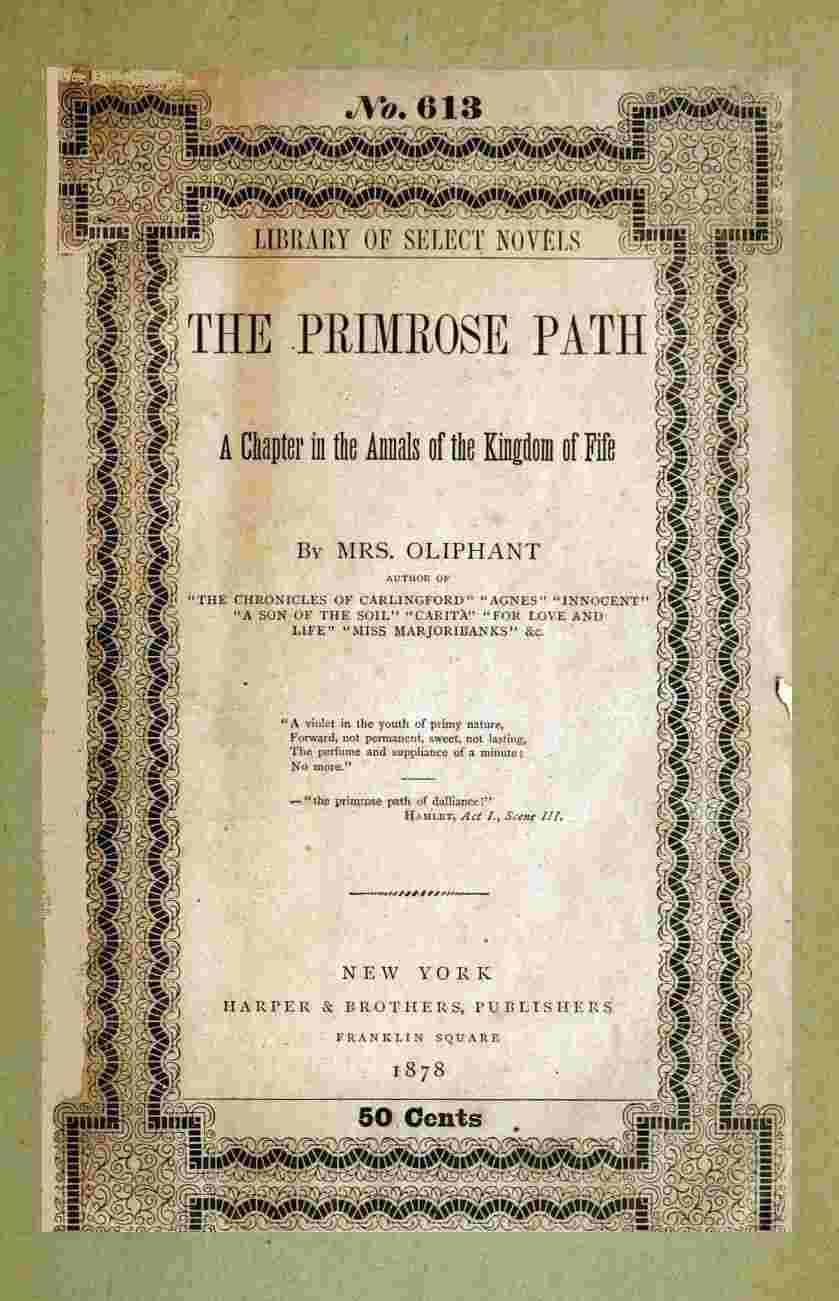 No. 613
LIBRARY OF SELECT NOVELS
THE PRIMROSE PATH
A Chapter in the Annals of the Kingdom of Fife
BY MRS. OLIPHANT
AUTHOR OF
"THE CHRONICLES OF CARLINGFORD" "AGNES" "INNOCENT"
"A SON OF THE SOIL" "CARITÀ" "FOR LOVE AND
LIFE" "MISS MARJORIBANKS" &c.
"A violet in the youth of primy nature,
Forward, not permanent, sweet, not lasting,
The perfume and suppliance of a minute:
No more."
—"the primrose path of dalliance!"
HAMLET, Act I., Scene III.
NEW YORK
HARPER & BROTHERS, PUBLISHERS
FRANKLIN SQUARE
1878
50 Cents